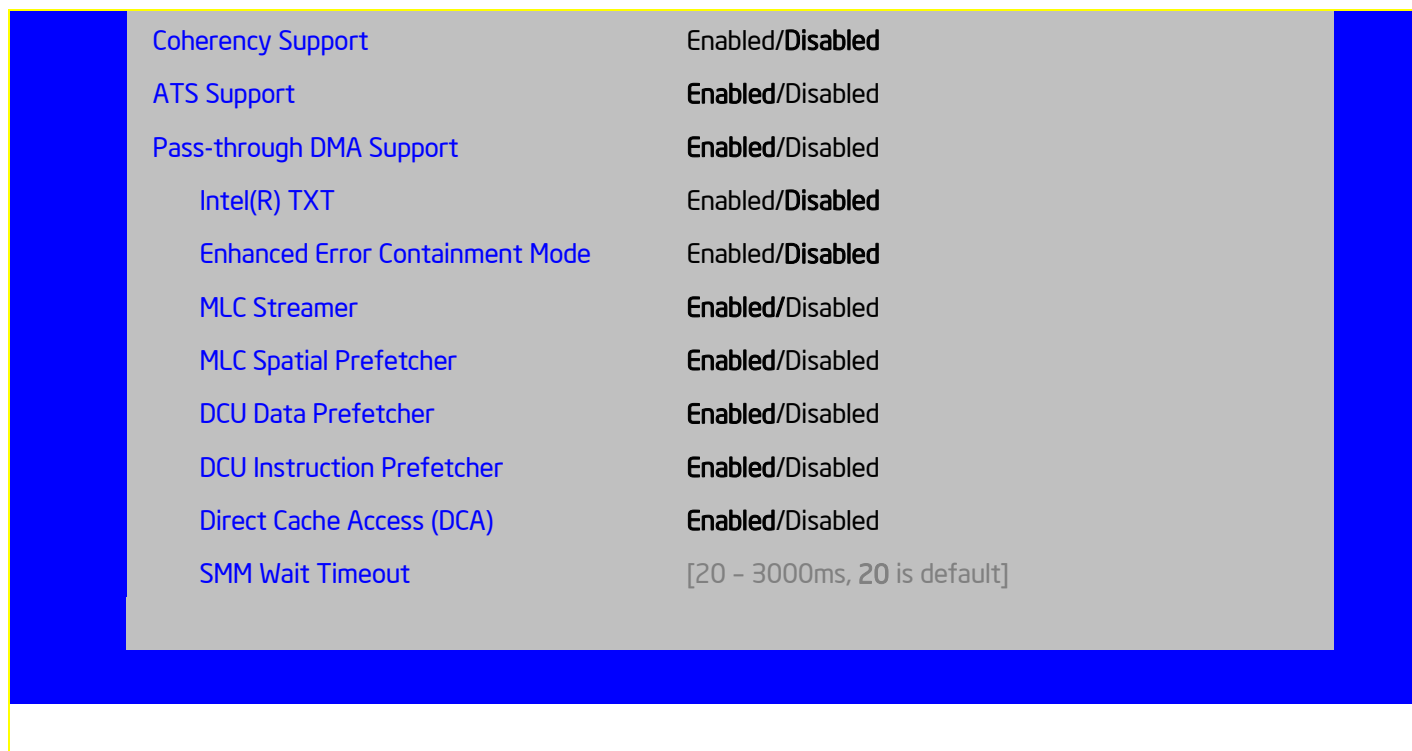 Coherency Support Enabled/Disabled
ATS Support Enabled/Disabled
Pass-through DMA Support Enabled/Disabled
Intel(R) TXT Enabled/Disabled
Enhanced Error Containment Mode Enabled/Disabled
MLC Streamer Enabled/Disabled
MLC Spatial Prefetcher Enabled/Disabled
DCU Data Prefetcher Enabled/Disabled
DCU Instruction Prefetcher Enabled/Disabled
Direct Cache Access (DCA) Enabled/Disabled
SMM Wait Timeout [20 – 3000ms, 20 is default]